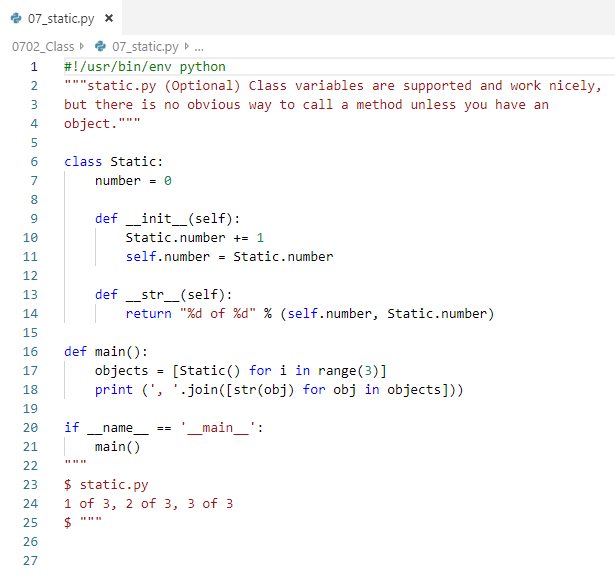 07_static.py ×
0702_Class 07_static.py ...
1 #!/usr/bin/env python
2 """static.py (Optional) Class variables are supported and work nicely,
3 but there is no obvious way to call a method unless you have an
4 object."""
5
6 class Static:
7     number = 0
8
9     def __init__(self):
10         Static.number += 1
11         self.number = Static.number
12
13     def __str__(self):
14         return "%d of %d" % (self.number, Static.number)
15
16 def main():
17     objects = [Static() for i in range(3)]
18     print (', '.join([str(obj) for obj in objects]))
19
20 if __name__ == '__main__':
21     main()
22 """
23 $ static.py
24 1 of 3, 2 of 3, 3 of 3
25 $ """
26
27